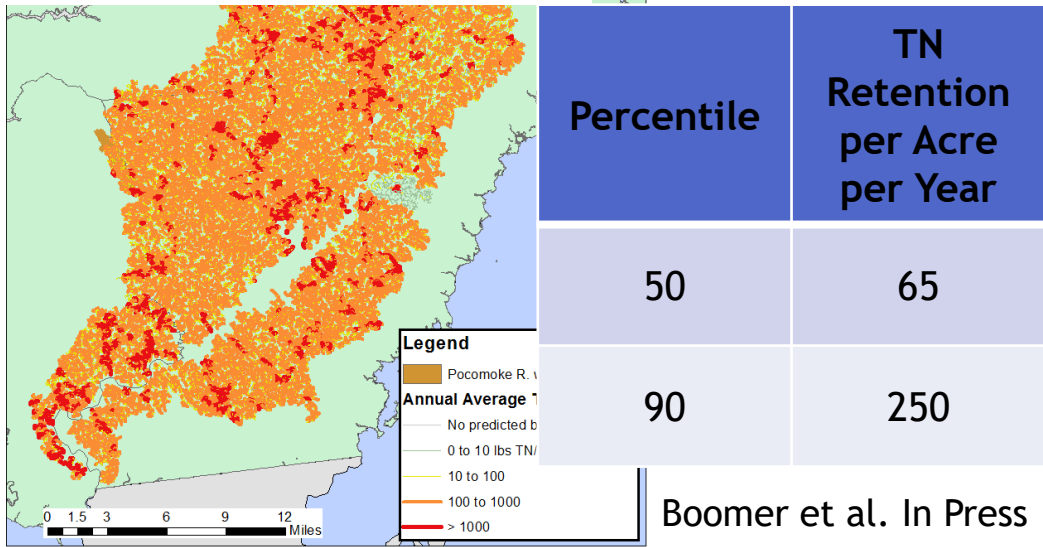 Percentile
TN
Retention
per Acre
per Year
50
65
90
250
Legend
Pocomoke R.
Annual Average
No predicted
0 to 10 lbs TN/
10 to 100
100 to 1000
> 1000
0 1.5 3 6 9 12
Miles
Boomer et al. In Press